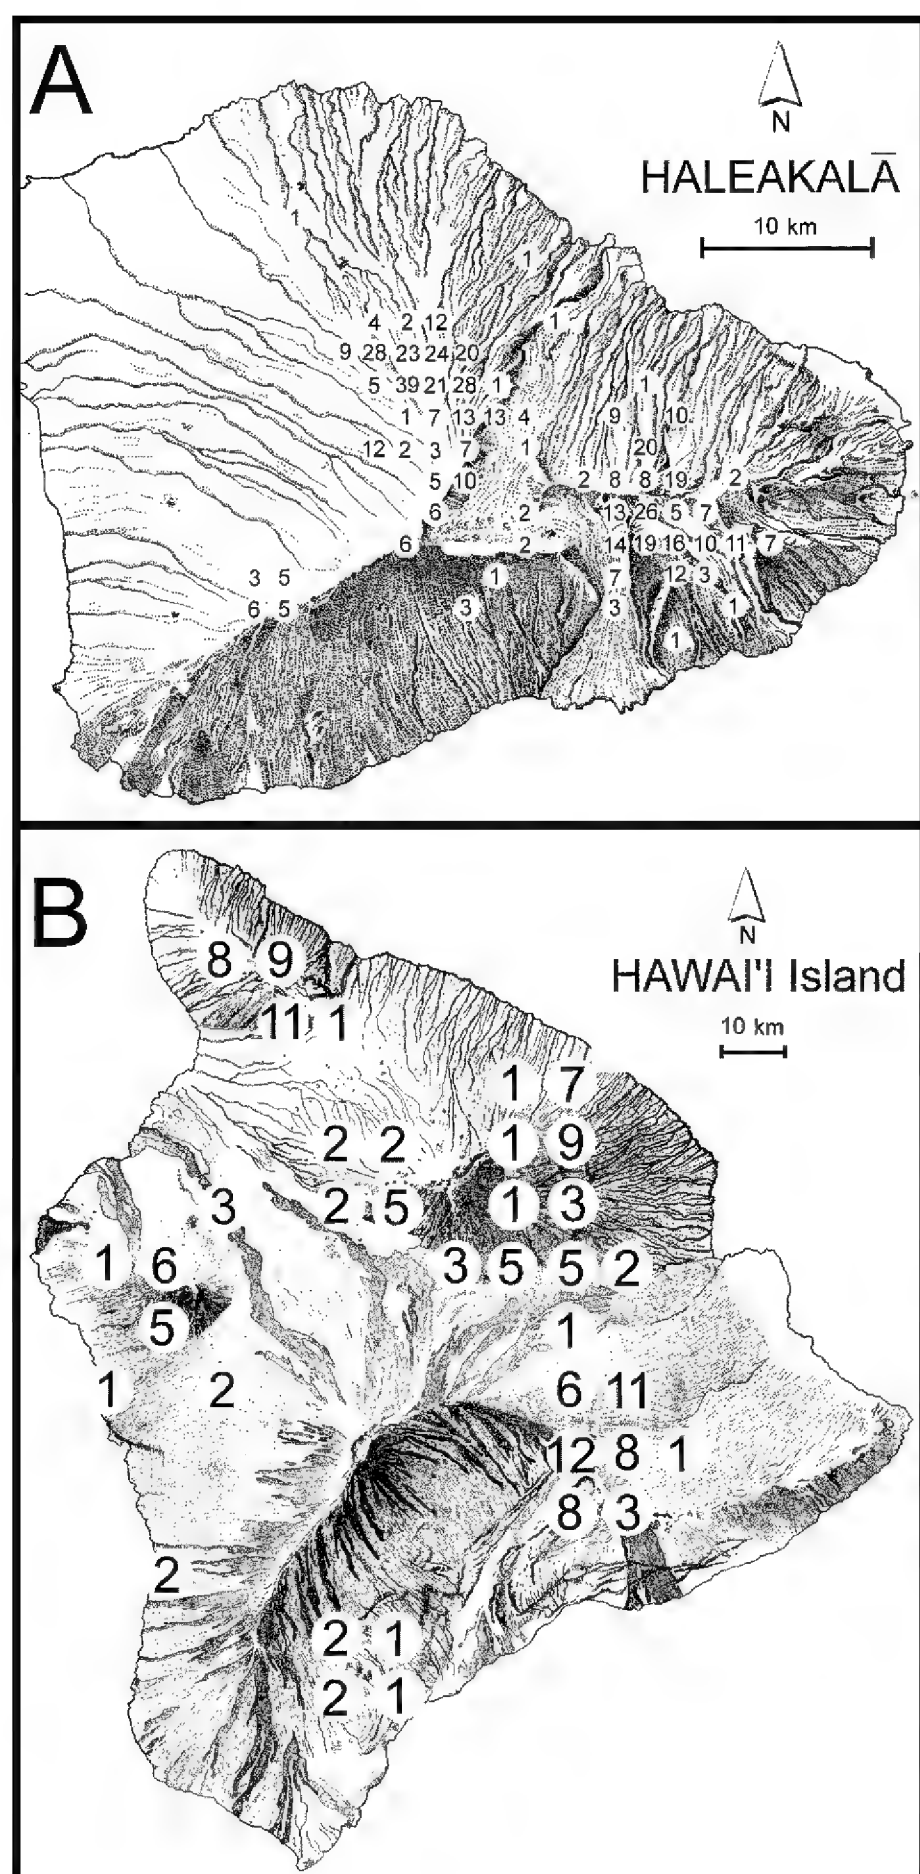 A
N
HALEAKALĀ
10 km
1
1
4 2 12 1
9 28 23 24 20
5 39 21 28 1 1
1 7 13 13 4 9 10
12 2 3 7 1 20
5 10 2 8 8 19 2
6 2 13 26 5 7
6 2 14 19 16 10 11 7
3 5 1 7 12 3
6 5 3 3 1
1
B
N
HAWAI'I Island
10 km
8 9
11 1
1 7
2 2 1 9
3 2 5 1 3
1 6 3 5 5 2
5 1
1 2 6 11
12 8 1
8 3
2
2 1
2 1